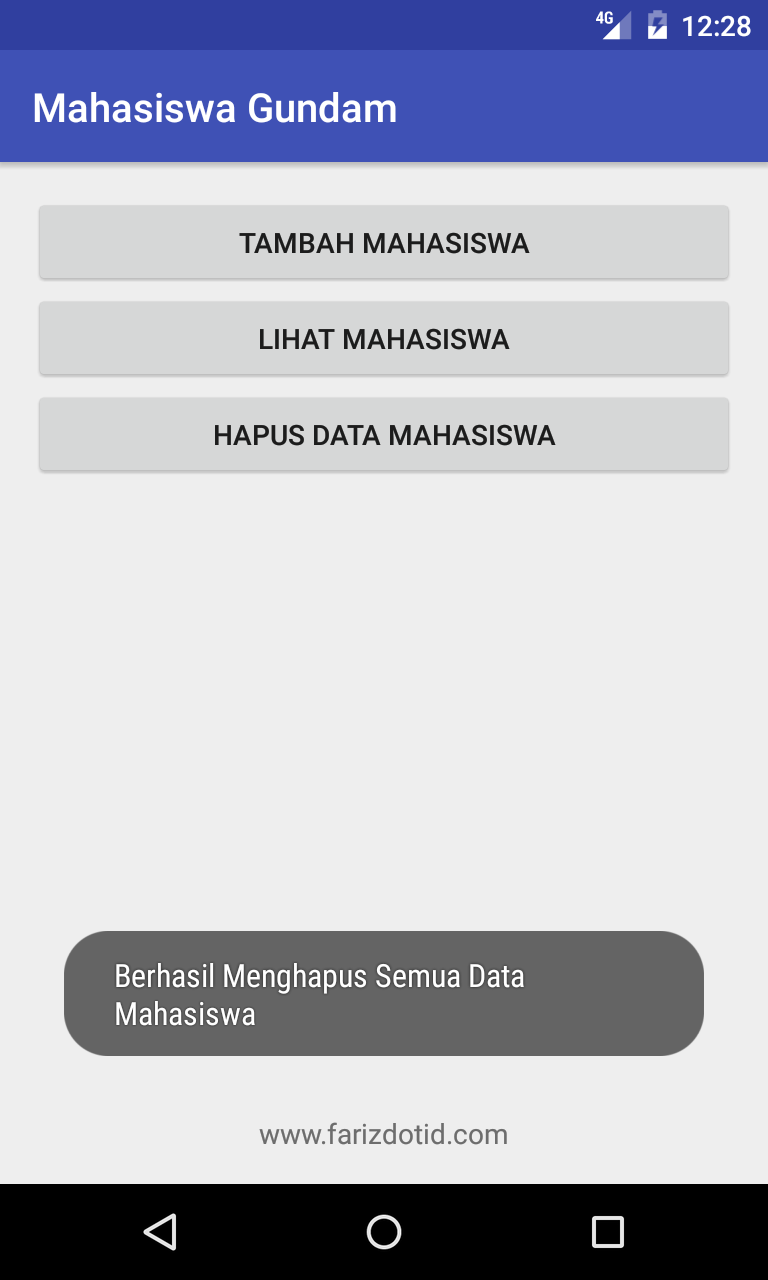 4G 12:28
Mahasiswa Gundam
TAMBAH MAHASISWA
LIHAT MAHASISWA
HAPUS DATA MAHASISWA
Berhasil Menghapus Semua Data
Mahasiswa
www.farizdotid.com